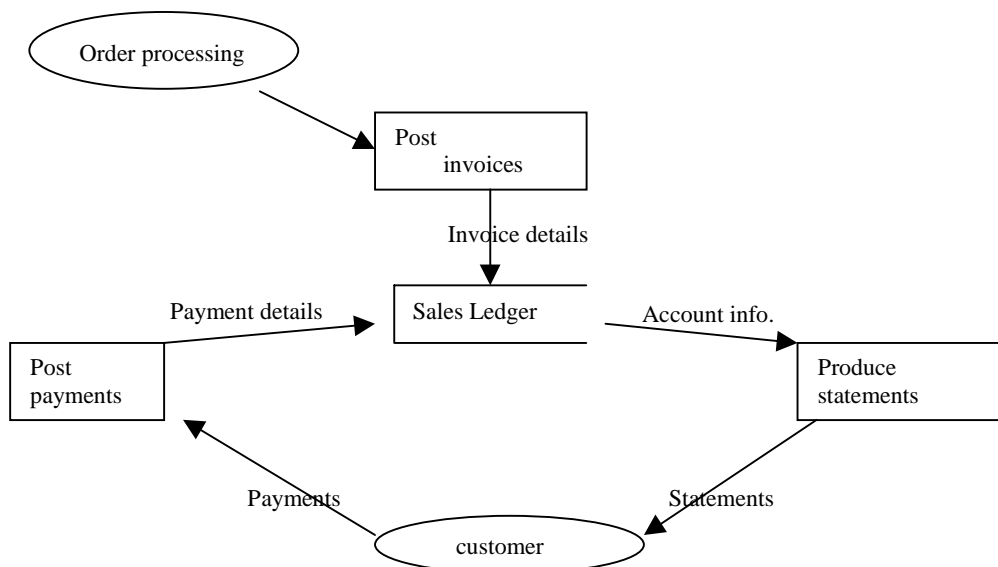 Order processing
Post
invoices
Invoice details
Payment details
Sales Ledger
Account info.
Post
payments
Produce
statements
Payments
Statements
customer